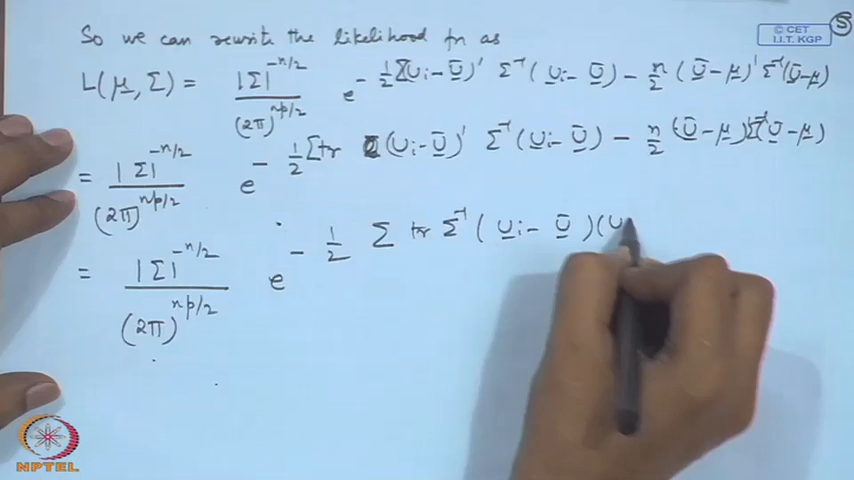 © CET
I.I.T. KGP
5
So we can rewrite the likelihood fn as
L(μ, Σ) = |Σ|^{-n/2} / (2π)^{np/2} e^{-1/2 Σ(U_i - Ū)' Σ^{-1} (U_i - Ū) - n/2 (Ū - μ)' Σ^{-1} (Ū - μ)}
= |Σ|^{-n/2} / (2π)^{np/2} e^{-1/2 Σ tr (U_i - Ū)' Σ^{-1} (U_i - Ū) - n/2 (Ū - μ)' Σ^{-1} (Ū - μ)}
= |Σ|^{-n/2} / (2π)^{np/2} e^{-1/2 Σ tr Σ^{-1} (U_i - Ū)(U
NPTEL